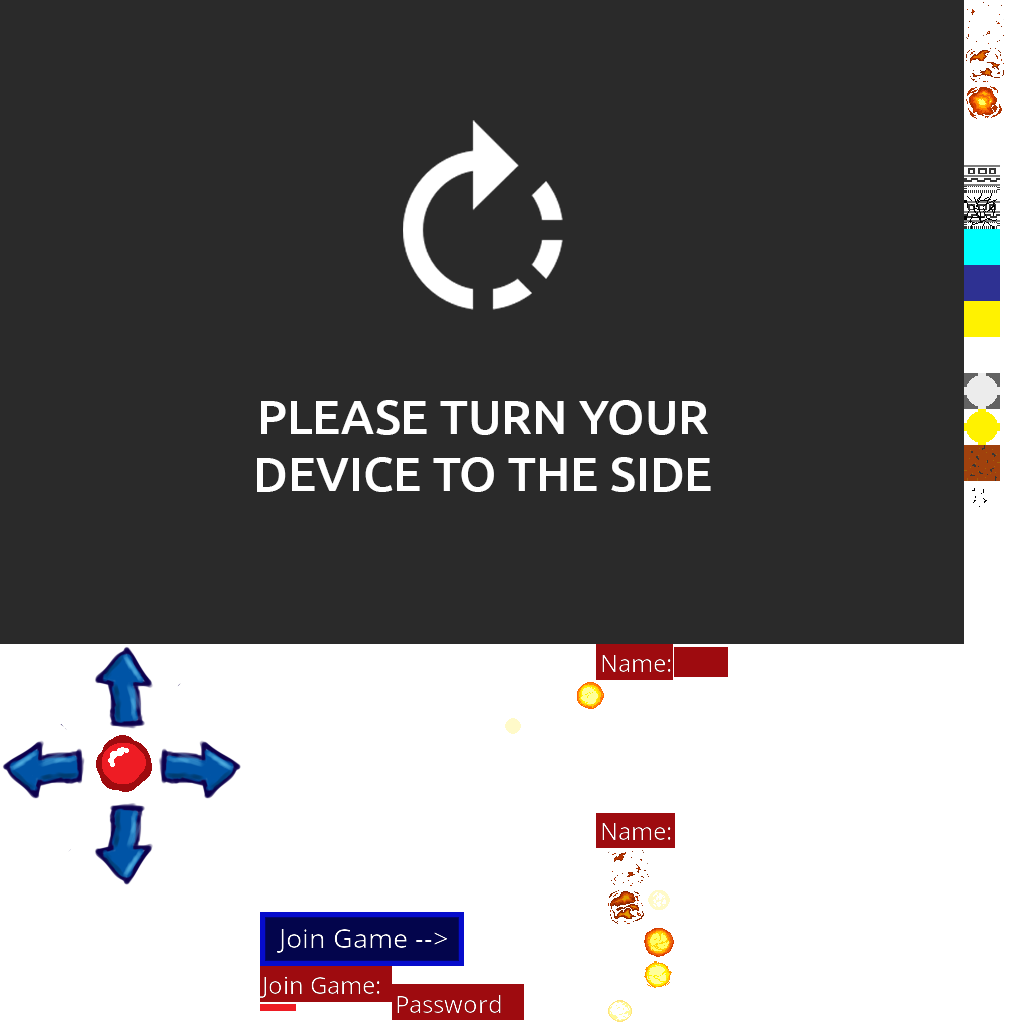 PLEASE TURN YOUR
DEVICE TO THE SIDE
Name:
Name:
Join Game -->
Join Game:
Password